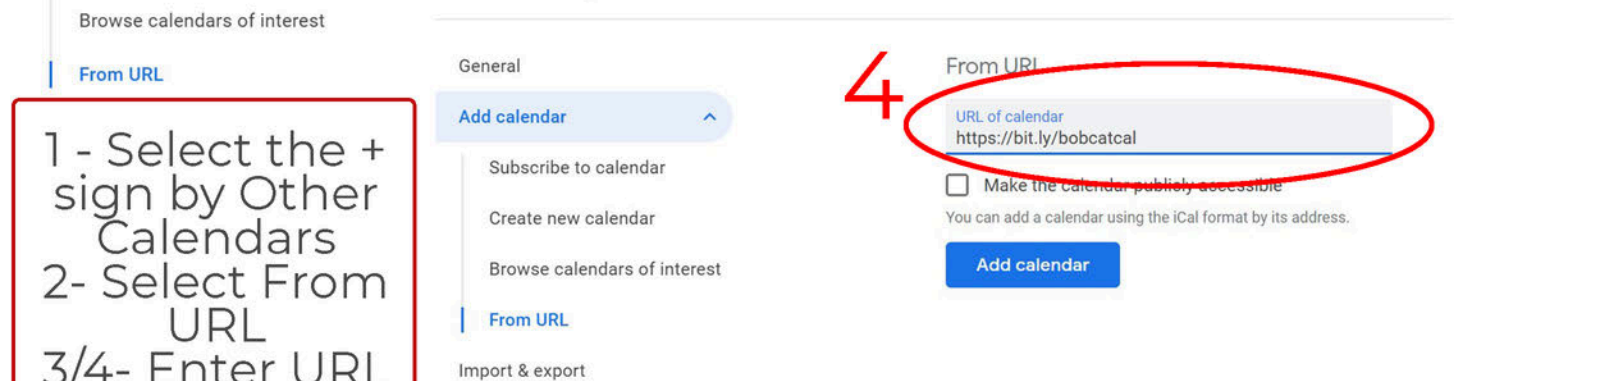 Browse calendars of interest
From URL
1 - Select the +
sign by Other
Calendars
2- Select From
URL
3/4- Enter URL
General
Add calendar
Subscribe to calendar
Create new calendar
Browse calendars of interest
From URL
Import & export
4
From URL
URL of calendar
https://bit.ly/bobcatcal
Make the calendar publicly accessible
You can add a calendar using the iCal format by its address.
Add calendar